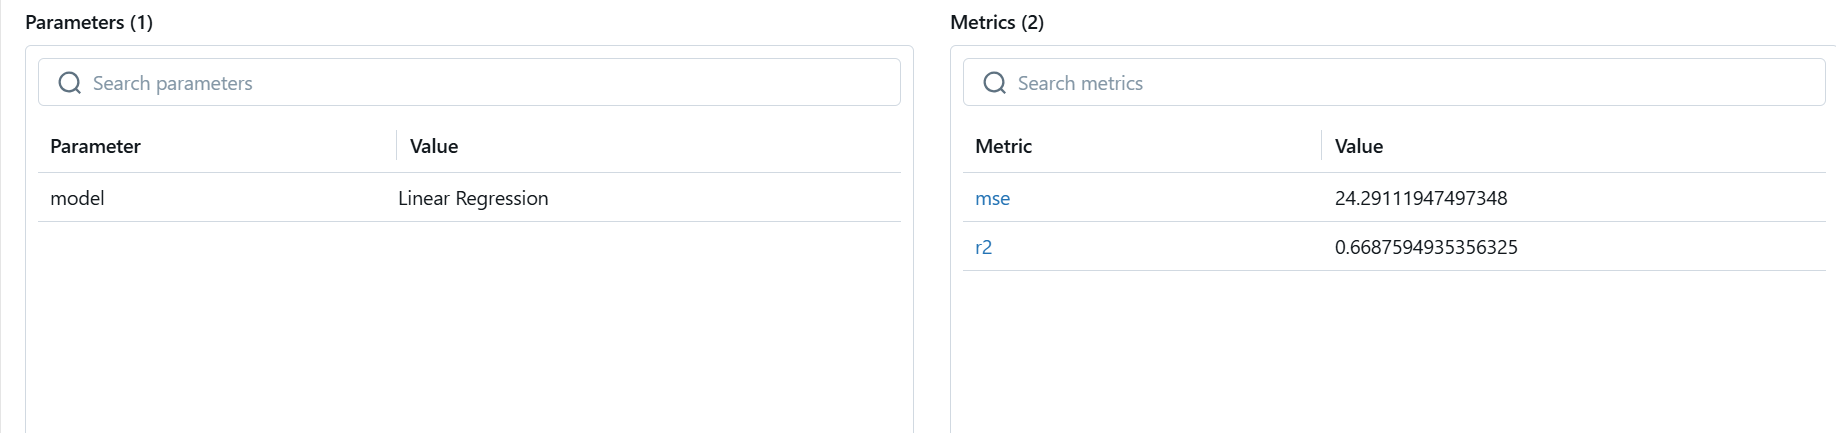 Parameters (1)
Search parameters
Parameter Value
model Linear Regression
Metrics (2)
Search metrics
Metric Value
mse 24.29111947497348
r2 0.6687594935356325